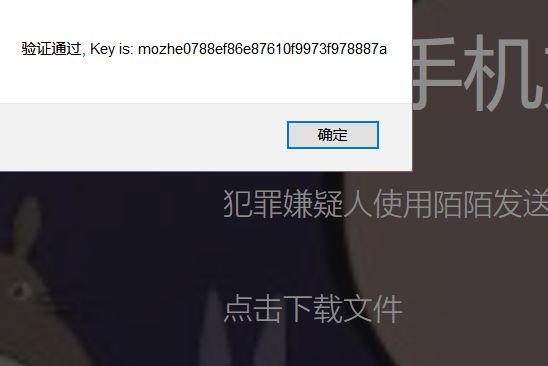 验证通过, Key is: mozhe0788ef86e87610f9973f978887a
确定
手机
犯罪嫌疑人使用陌陌发送
点击下载文件